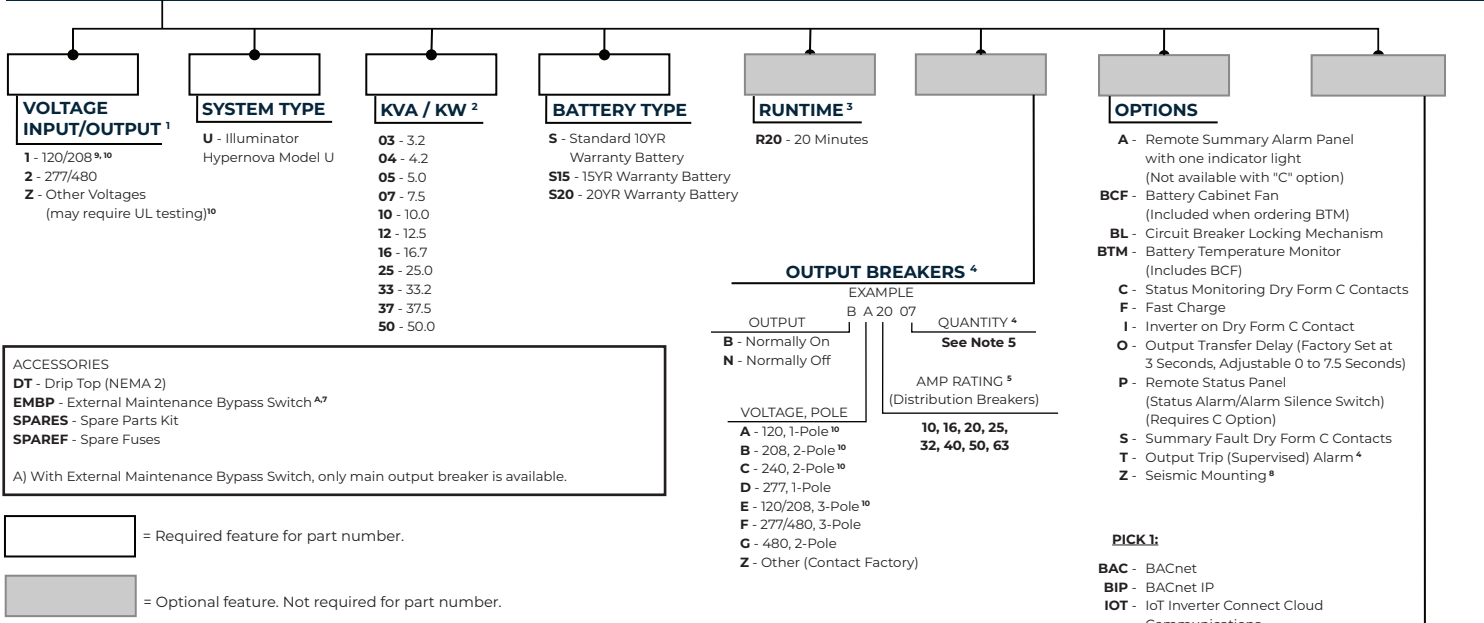 VOLTAGE
INPUT/OUTPUT 1
1 - 120/208 9, 10
2 - 277/480
Z - Other Voltages
(may require UL testing)10
SYSTEM TYPE
U - Illuminator
Hypernova Model U
KVA / KW 2
03 - 3.2
04 - 4.2
05 - 5.0
07 - 7.5
10 - 10.0
12 - 12.5
16 - 16.7
25 - 25.0
33 - 33.2
37 - 37.5
50 - 50.0
BATTERY TYPE
S - Standard 10YR
Warranty Battery
S15 - 15YR Warranty Battery
S20 - 20YR Warranty Battery
RUNTIME 3
R20 - 20 Minutes
OUTPUT BREAKERS 4
EXAMPLE
B A 20 07
OUTPUT
B - Normally On
N - Normally Off
QUANTITY 4
See Note 5
AMP RATING 5
(Distribution Breakers)
10, 16, 20, 25,
32, 40, 50, 63
VOLTAGE, POLE
A - 120, 1-Pole 10
B - 208, 2-Pole 10
C - 240, 2-Pole 10
D - 277, 1-Pole
E - 120/208, 3-Pole 10
F - 277/480, 3-Pole
G - 480, 2-Pole
Z - Other (Contact Factory)
OPTIONS
A - Remote Summary Alarm Panel
with one indicator light
(Not available with "C" option)
BCF - Battery Cabinet Fan
(Included when ordering BTM)
BL - Circuit Breaker Locking Mechanism
BTM - Battery Temperature Monitor
(Includes BCF)
C - Status Monitoring Dry Form C Contacts
F - Fast Charge
I - Inverter on Dry Form C Contact
O - Output Transfer Delay (Factory Set at
3 Seconds, Adjustable 0 to 7.5 Seconds)
P - Remote Status Panel
(Status Alarm/Alarm Silence Switch)
(Requires C Option)
S - Summary Fault Dry Form C Contacts
T - Output Trip (Supervised) Alarm 4
Z - Seismic Mounting 8
PICK 1:
BAC - BACnet
BIP - BACnet IP
IOT - IoT Inverter Connect Cloud
ACCESSORIES
DT - Drip Top (NEMA 2)
EMBP - External Maintenance Bypass Switch A,7
SPARES - Spare Parts Kit
SPAREF - Spare Fuses
A) With External Maintenance Bypass Switch, only main output breaker is available.
= Required feature for part number.
= Optional feature. Not required for part number.